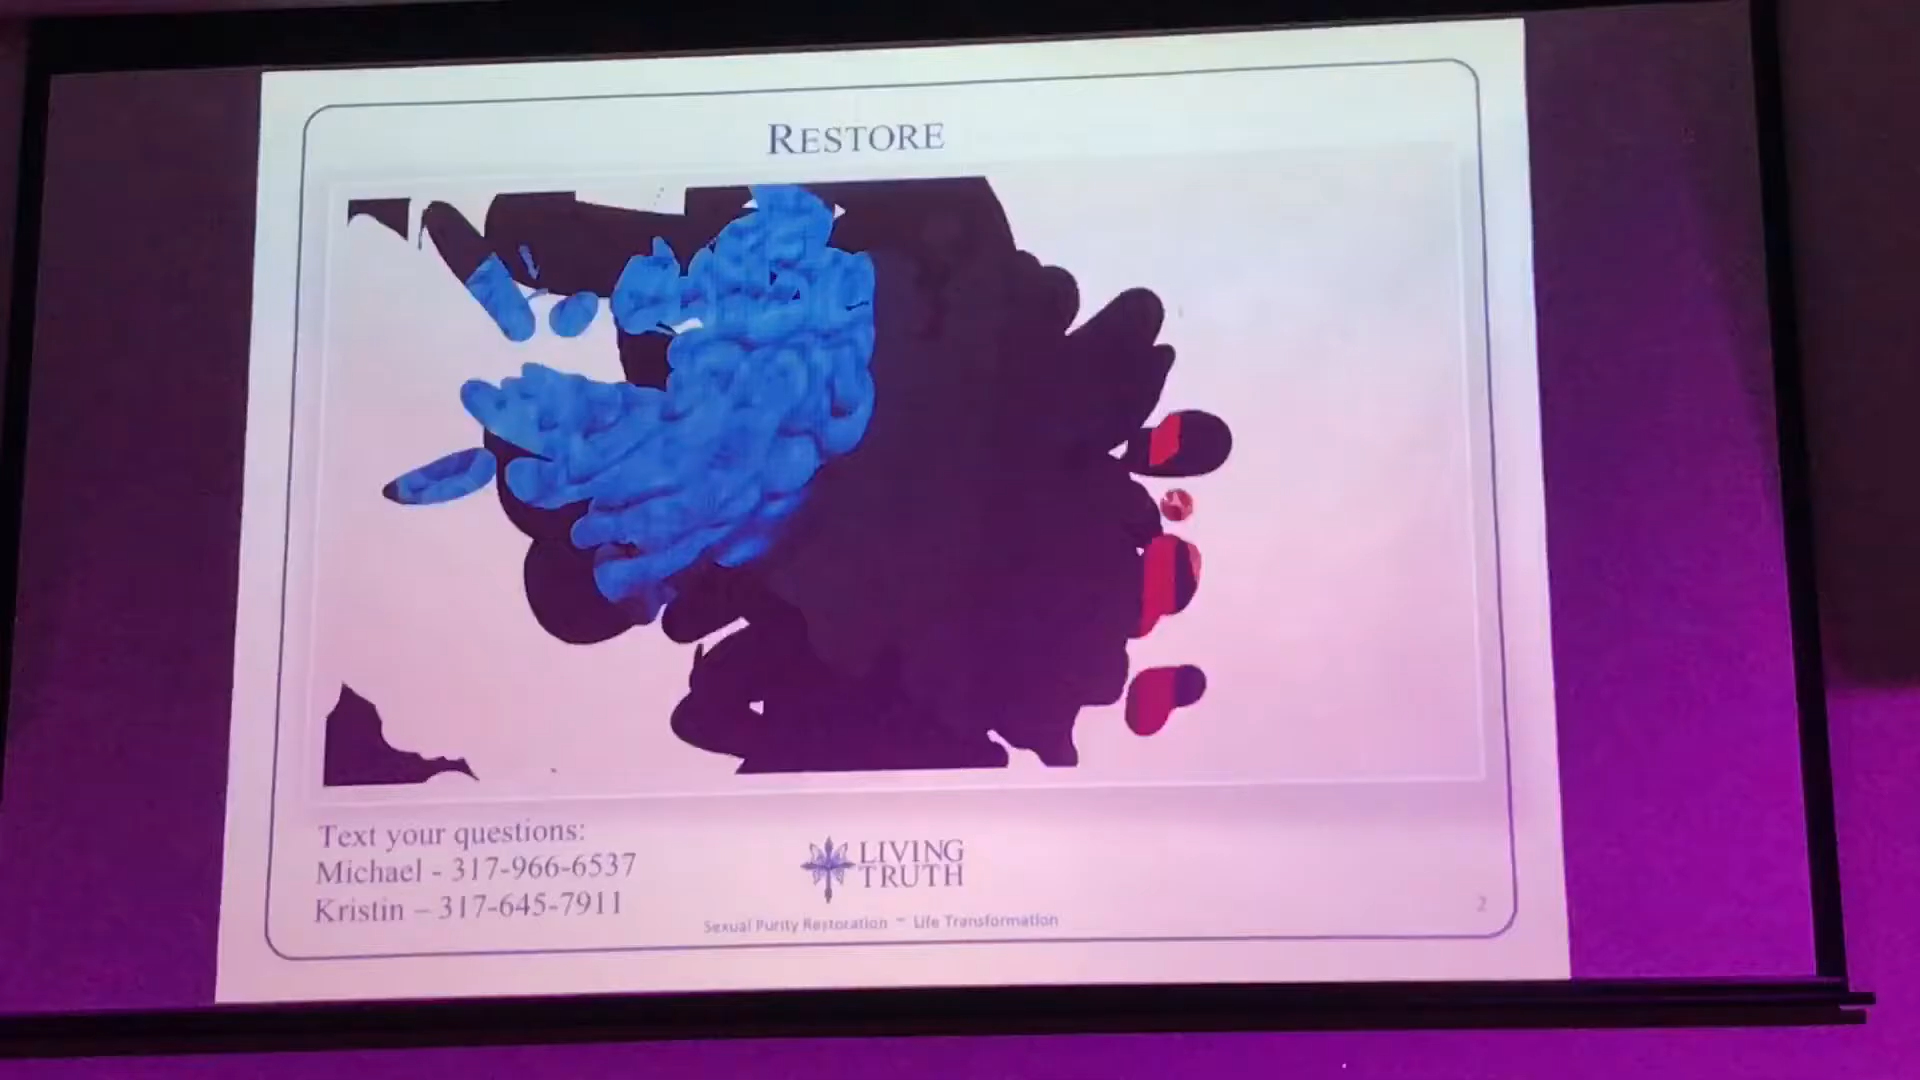 RESTORE
Text your questions:
Michael - 317-966-6537
Kristin – 317-645-7911
LIVING
TRUTH
Sexual Purity Restoration ~ Life Transformation
2